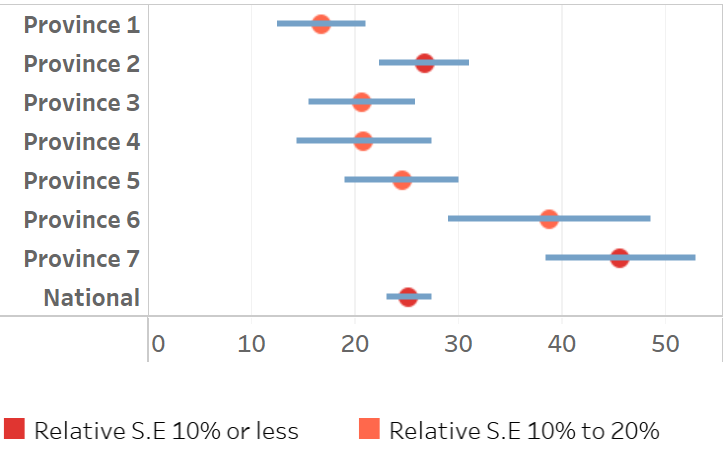 Province 1
Province 2
Province 3
Province 4
Province 5
Province 6
Province 7
National
0 10 20 30 40 50
Relative S.E 10% or less Relative S.E 10% to 20%